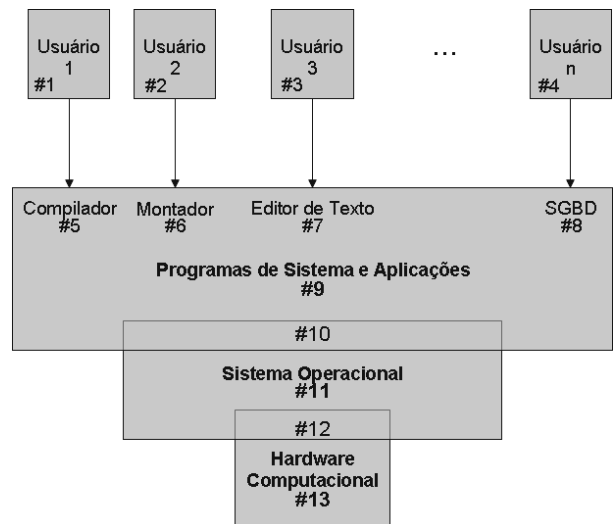 Usuário
1
#1
Usuário
2
#2
Usuário
3
#3
...
Usuário
n
#4
Compilador
#5
Montador
#6
Editor de Texto
#7
SGBD
#8
Programas de Sistema e Aplicações
#9
#10
Sistema Operacional
#11
#12
Hardware
Computacional
#13